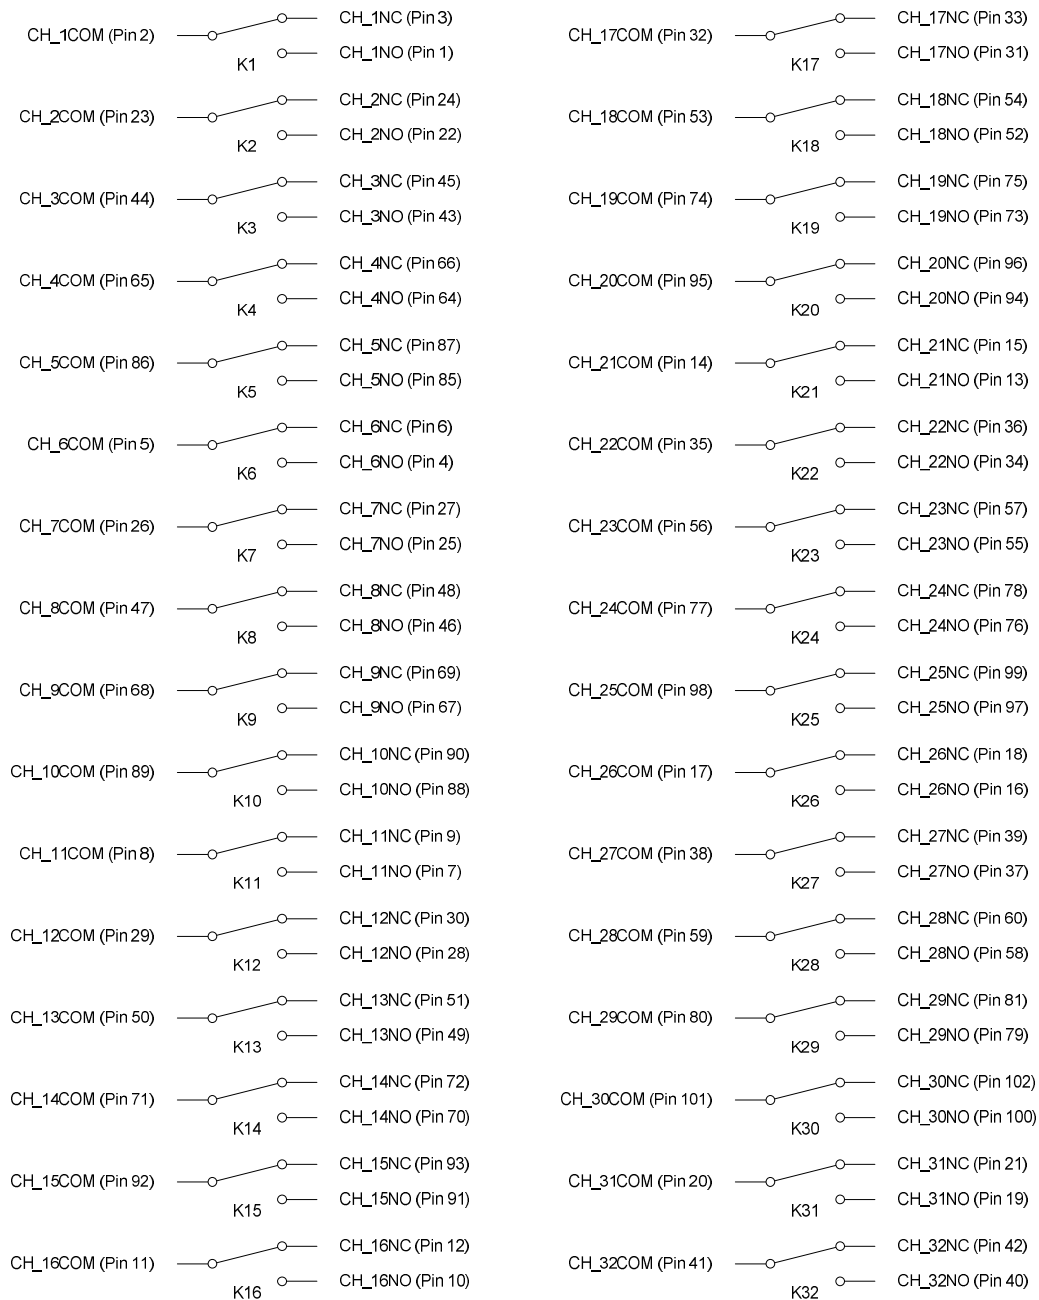 CH_1COM (Pin 2)
CH_1NC (Pin 3)
CH_1NO (Pin 1)
K1
CH_2COM (Pin 23)
CH_2NC (Pin 24)
CH_2NO (Pin 22)
K2
CH_3COM (Pin 44)
CH_3NC (Pin 45)
CH_3NO (Pin 43)
K3
CH_4COM (Pin 65)
CH_4NC (Pin 66)
CH_4NO (Pin 64)
K4
CH_5COM (Pin 86)
CH_5NC (Pin 87)
CH_5NO (Pin 85)
K5
CH_6COM (Pin 5)
CH_6NC (Pin 6)
CH_6NO (Pin 4)
K6
CH_7COM (Pin 26)
CH_7NC (Pin 27)
CH_7NO (Pin 25)
K7
CH_8COM (Pin 47)
CH_8NC (Pin 48)
CH_8NO (Pin 46)
K8
CH_9COM (Pin 68)
CH_9NC (Pin 69)
CH_9NO (Pin 67)
K9
CH_10COM (Pin 89)
CH_10NC (Pin 90)
CH_10NO (Pin 88)
K10
CH_11COM (Pin 8)
CH_11NC (Pin 9)
CH_11NO (Pin 7)
K11
CH_12COM (Pin 29)
CH_12NC (Pin 30)
CH_12NO (Pin 28)
K12
CH_13COM (Pin 50)
CH_13NC (Pin 51)
CH_13NO (Pin 49)
K13
CH_14COM (Pin 71)
CH_14NC (Pin 72)
CH_14NO (Pin 70)
K14
CH_15COM (Pin 92)
CH_15NC (Pin 93)
CH_15NO (Pin 91)
K15
CH_16COM (Pin 11)
CH_16NC (Pin 12)
CH_16NO (Pin 10)
K16
CH_17COM (Pin 32)
CH_17NC (Pin 33)
CH_17NO (Pin 31)
K17
CH_18COM (Pin 53)
CH_18NC (Pin 54)
CH_18NO (Pin 52)
K18
CH_19COM (Pin 74)
CH_19NC (Pin 75)
CH_19NO (Pin 73)
K19
CH_20COM (Pin 95)
CH_20NC (Pin 96)
CH_20NO (Pin 94)
K20
CH_21COM (Pin 14)
CH_21NC (Pin 15)
CH_21NO (Pin 13)
K21
CH_22COM (Pin 35)
CH_22NC (Pin 36)
CH_22NO (Pin 34)
K22
CH_23COM (Pin 56)
CH_23NC (Pin 57)
CH_23NO (Pin 55)
K23
CH_24COM (Pin 77)
CH_24NC (Pin 78)
CH_24NO (Pin 76)
K24
CH_25COM (Pin 98)
CH_25NC (Pin 99)
CH_25NO (Pin 97)
K25
CH_26COM (Pin 17)
CH_26NC (Pin 18)
CH_26NO (Pin 16)
K26
CH_27COM (Pin 38)
CH_27NC (Pin 39)
CH_27NO (Pin 37)
K27
CH_28COM (Pin 59)
CH_28NC (Pin 60)
CH_28NO (Pin 58)
K28
CH_29COM (Pin 80)
CH_29NC (Pin 81)
CH_29NO (Pin 79)
K29
CH_30COM (Pin 101)
CH_30NC (Pin 102)
CH_30NO (Pin 100)
K30
CH_31COM (Pin 20)
CH_31NC (Pin 21)
CH_31NO (Pin 19)
K31
CH_32COM (Pin 41)
CH_32NC (Pin 42)
CH_32NO (Pin 40)
K32